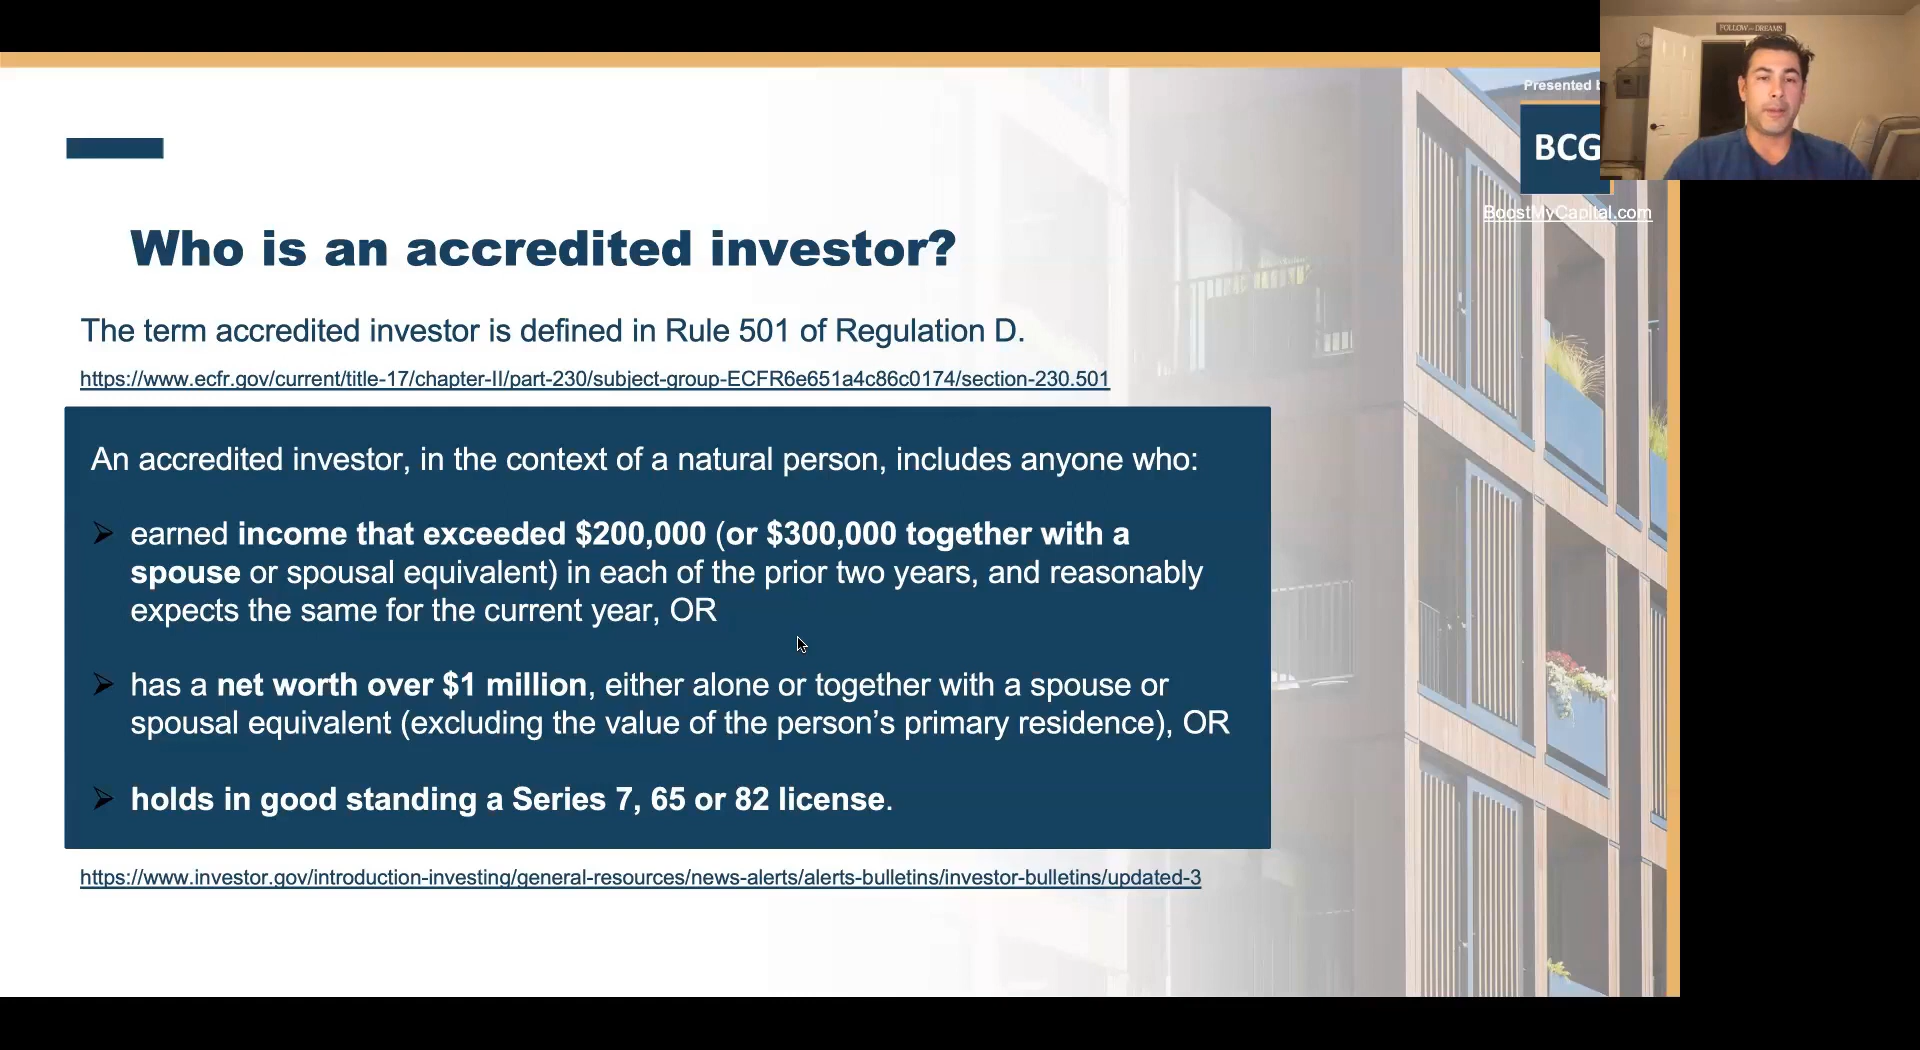 FOLLOW DREAMS
Presented
BCG
BoostMyCapital.com
Who is an accredited investor?
The term accredited investor is defined in Rule 501 of Regulation D.
https://www.ecfr.gov/current/title-17/chapter-II/part-230/subject-group-ECFR6e651a4c86c0174/section-230.501
An accredited investor, in the context of a natural person, includes anyone who:
➢ earned income that exceeded $200,000 (or $300,000 together with a
spouse or spousal equivalent) in each of the prior two years, and reasonably
expects the same for the current year, OR
➢ has a net worth over $1 million, either alone or together with a spouse or
spousal equivalent (excluding the value of the person’s primary residence), OR
➢ holds in good standing a Series 7, 65 or 82 license.
https://www.investor.gov/introduction-investing/general-resources/news-alerts/alerts-bulletins/investor-bulletins/updated-3